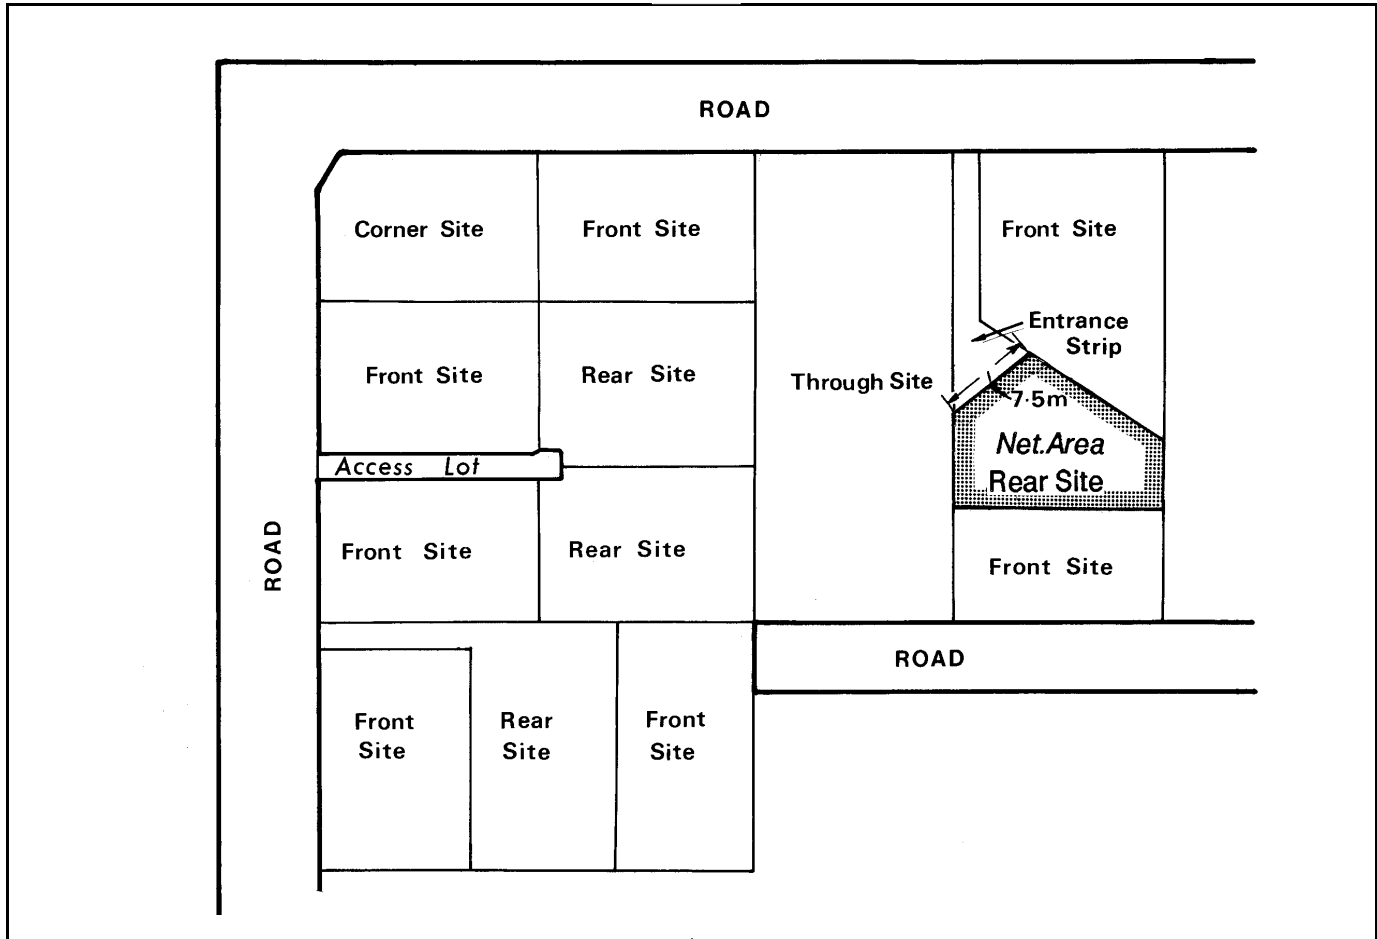 ROAD
Corner Site
Front Site
Front Site
Entrance
Strip
Front Site
Rear Site
Through Site
7·5m
Net.Area
Rear Site
Access Lot
ROAD
Front Site
Rear Site
Front Site
ROAD
Front
Site
Rear
Site
Front
Site